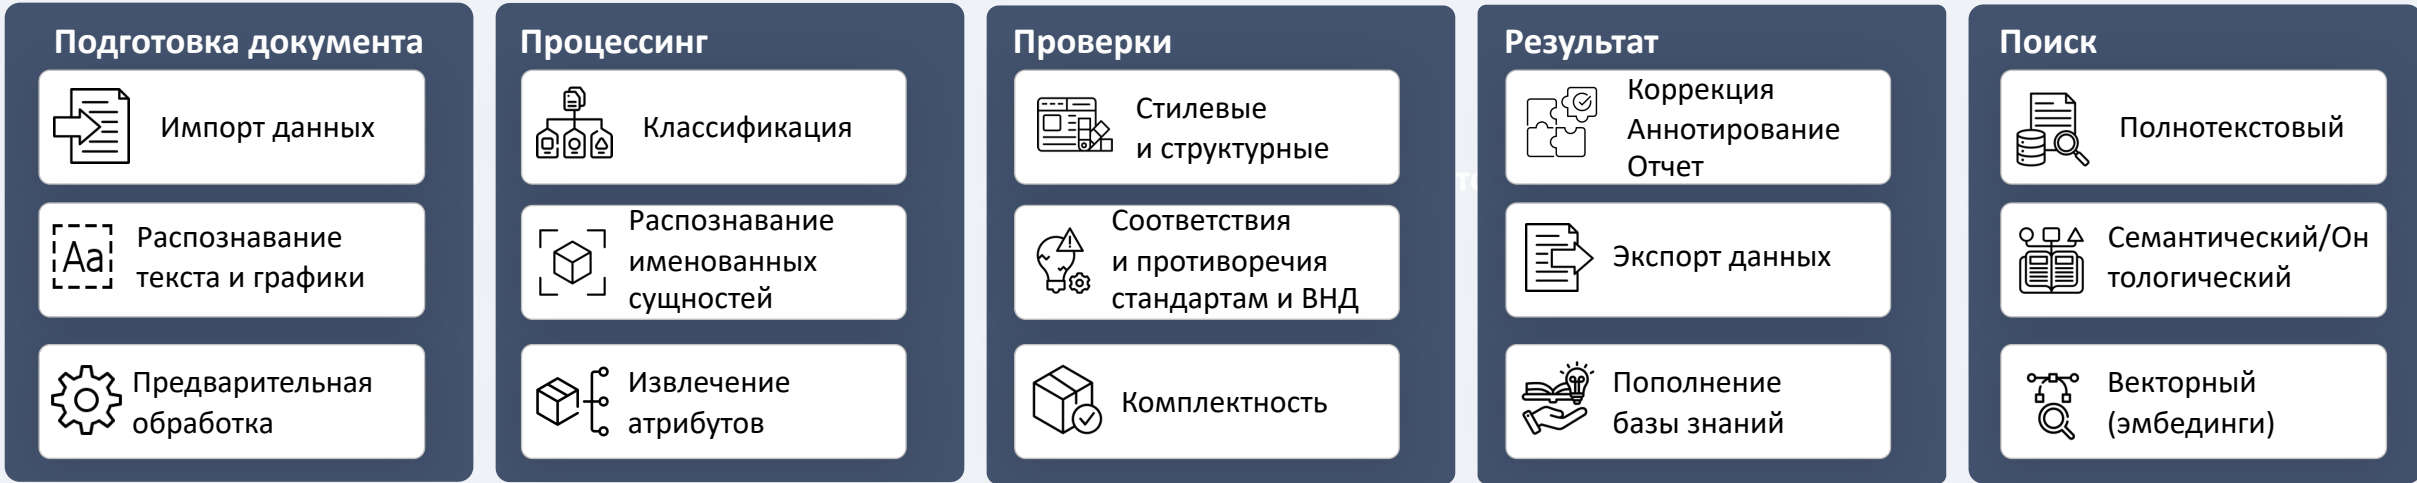 Подготовка документа
Импорт данных
Aa
Распознавание
текста и графики
Предварительная
обработка
Процессинг
Классификация
Распознавание
именованных
сущностей
Извлечение
атрибутов
Проверки
Стилевые
и структурные
Соответствия
и противоречия
стандартам и ВНД
Комплектность
Результат
Коррекция
Аннотирование
Отчет
Экспорт данных
Пополнение
базы знаний
Поиск
Полнотекстовый
Семантический/Он
тологический
Векторный
(эмбединги)